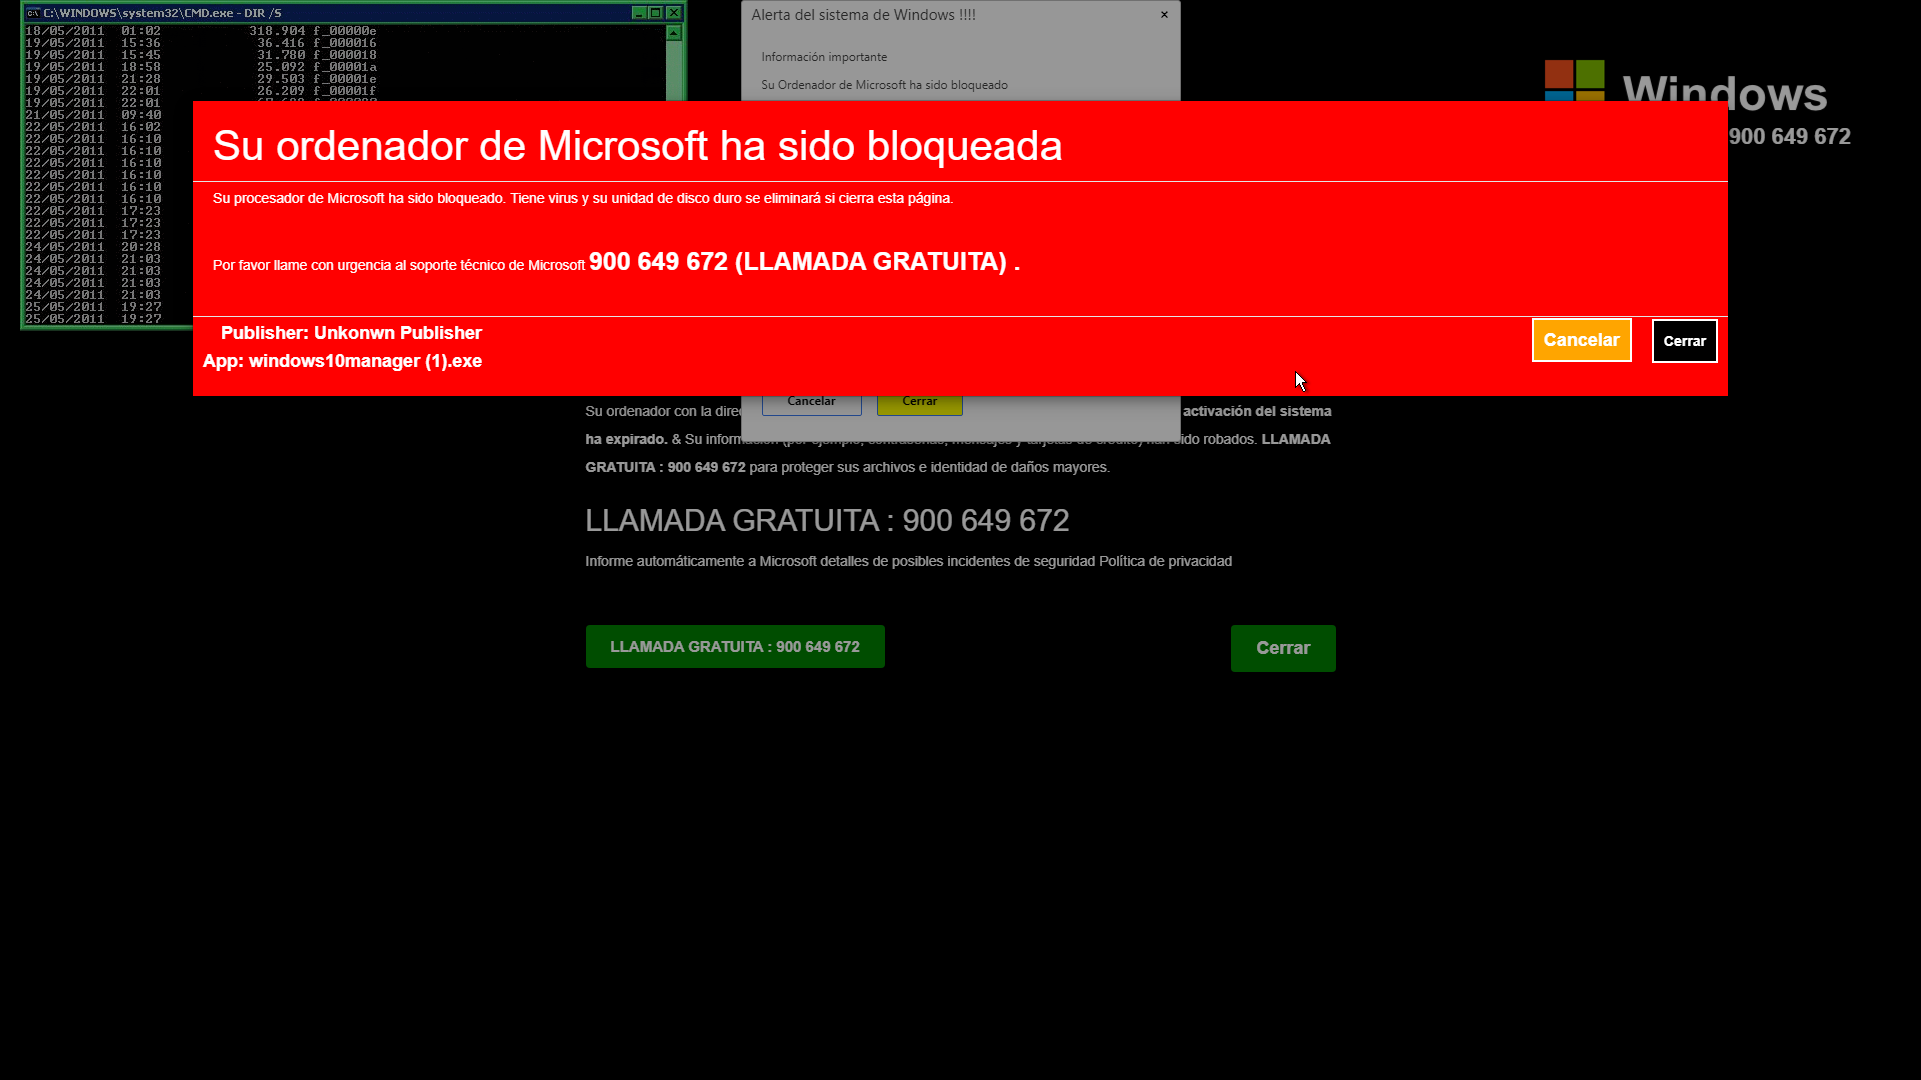 C:\WINDOWS\system32\CMD.exe - DIR /S
18/05/2011 01:02 318.904 f_00000e
19/05/2011 15:36 36.416 f_000016
19/05/2011 15:45 31.780 f_000018
19/05/2011 18:58 25.092 f_00001a
19/05/2011 21:28 29.503 f_00001e
19/05/2011 22:01 26.209 f_00001f
19/05/2011 22:01
21/05/2011 09:40
22/05/2011 16:02
22/05/2011 16:10
22/05/2011 16:10
22/05/2011 16:10
22/05/2011 16:10
22/05/2011 16:10
22/05/2011 16:10
22/05/2011 17:23
22/05/2011 17:23
22/05/2011 17:23
24/05/2011 20:28
24/05/2011 21:03
24/05/2011 21:03
24/05/2011 21:03
24/05/2011 21:03
25/05/2011 19:27
25/05/2011 19:27
Alerta del sistema de Windows !!!!
×
Información importante
Su Ordenador de Microsoft ha sido bloqueado
Windows
900 649 672
Su ordenador de Microsoft ha sido bloqueada
Su procesador de Microsoft ha sido bloqueado. Tiene virus y su unidad de disco duro se eliminará si cierra esta página.
Por favor llame con urgencia al soporte técnico de Microsoft 900 649 672 (LLAMADA GRATUITA) .
Publisher: Unkonwn Publisher
App: windows10manager (1).exe
Cancelar
Cerrar
Cancelar
Cerrar
Su ordenador con la activación del sistema
ha expirado. & Su sido robados. LLAMADA
GRATUITA : 900 649 672 para proteger sus archivos e identidad de daños mayores.
LLAMADA GRATUITA : 900 649 672
Informe automáticamente a Microsoft detalles de posibles incidentes de seguridad Política de privacidad
LLAMADA GRATUITA : 900 649 672
Cerrar